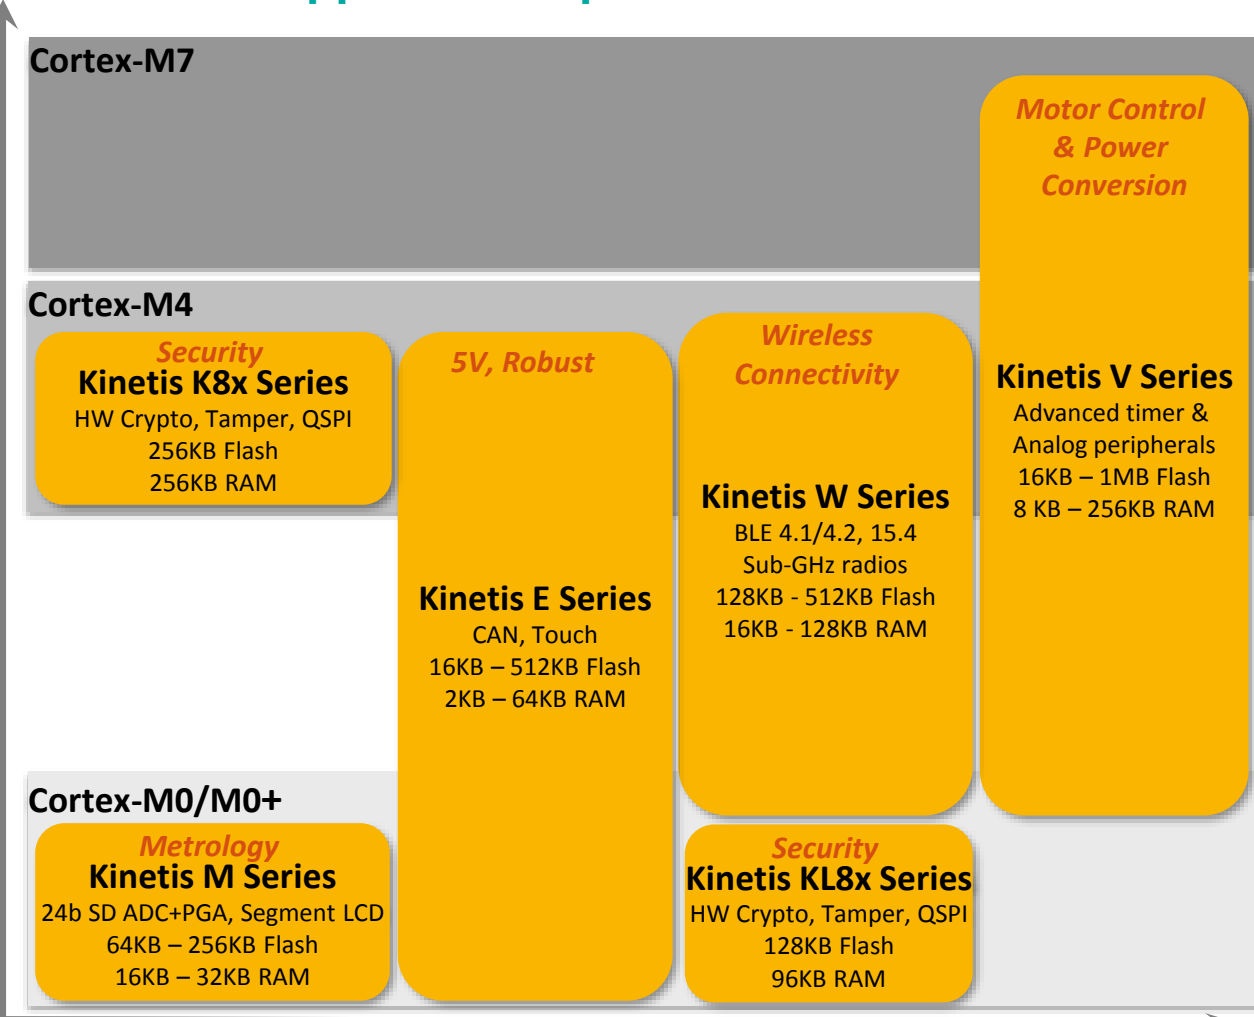 Cortex-M7
Motor Control
& Power
Conversion
Kinetis V Series
Advanced timer &
Analog peripherals
16KB – 1MB Flash
8 KB – 256KB RAM
Cortex-M4
Security
Kinetis K8x Series
HW Crypto, Tamper, QSPI
256KB Flash
256KB RAM
5V, Robust
Kinetis E Series
CAN, Touch
16KB – 512KB Flash
2KB – 64KB RAM
Wireless
Connectivity
Kinetis W Series
BLE 4.1/4.2, 15.4
Sub-GHz radios
128KB - 512KB Flash
16KB - 128KB RAM
Cortex-M0/M0+
Metrology
Kinetis M Series
24b SD ADC+PGA, Segment LCD
64KB – 256KB Flash
16KB – 32KB RAM
Security
Kinetis KL8x Series
HW Crypto, Tamper, QSPI
128KB Flash
96KB RAM